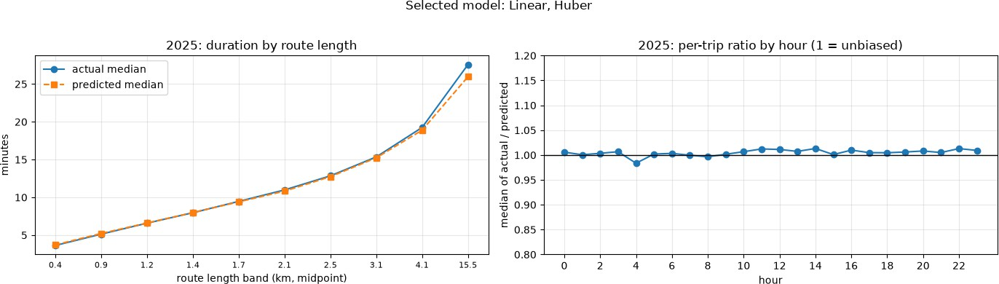 Selected model: Linear, Huber
2025: duration by route length
actual median
predicted median
minutes
25
20
15
10
5
0.4 0.9 1.2 1.4 1.7 2.1 2.5 3.1 4.1 15.5
route length band (km, midpoint)
2025: per-trip ratio by hour (1 = unbiased)
median of actual / predicted
1.20
1.15
1.10
1.05
1.00
0.95
0.90
0.85
0.80
0 2 4 6 8 10 12 14 16 18 20 22
hour